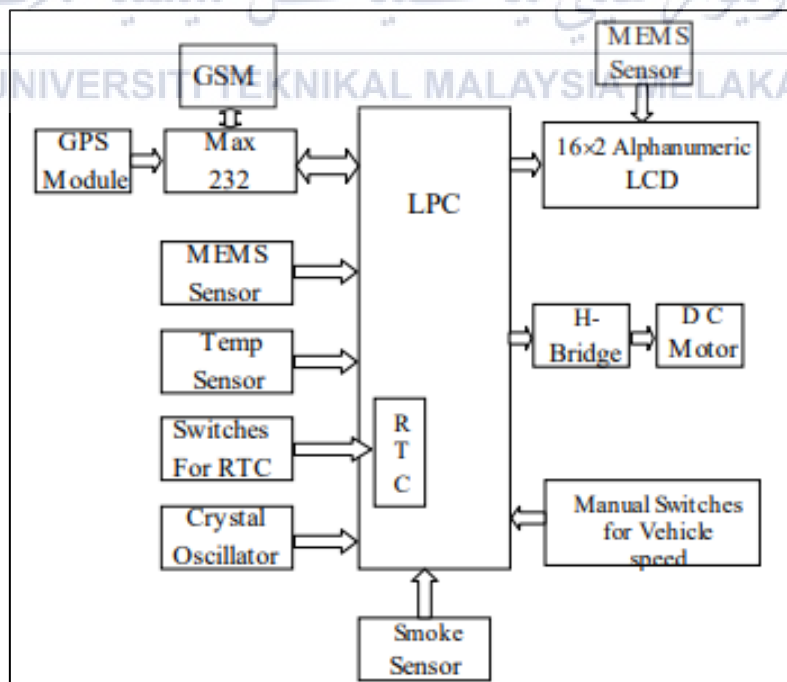 UNIVERSITI TEKNIKAL MALAYSIA MELAKA
GSM
MEMS
Sensor
GPS
Module
Max
232
LPC
16×2 Alphanumeric
LCD
MEMS
Sensor
H-
Bridge
DC
Motor
Temp
Sensor
Switches
For RTC
R
T
C
Crystal
Oscillator
Manual Switches
for Vehicle
speed
Smoke
Sensor